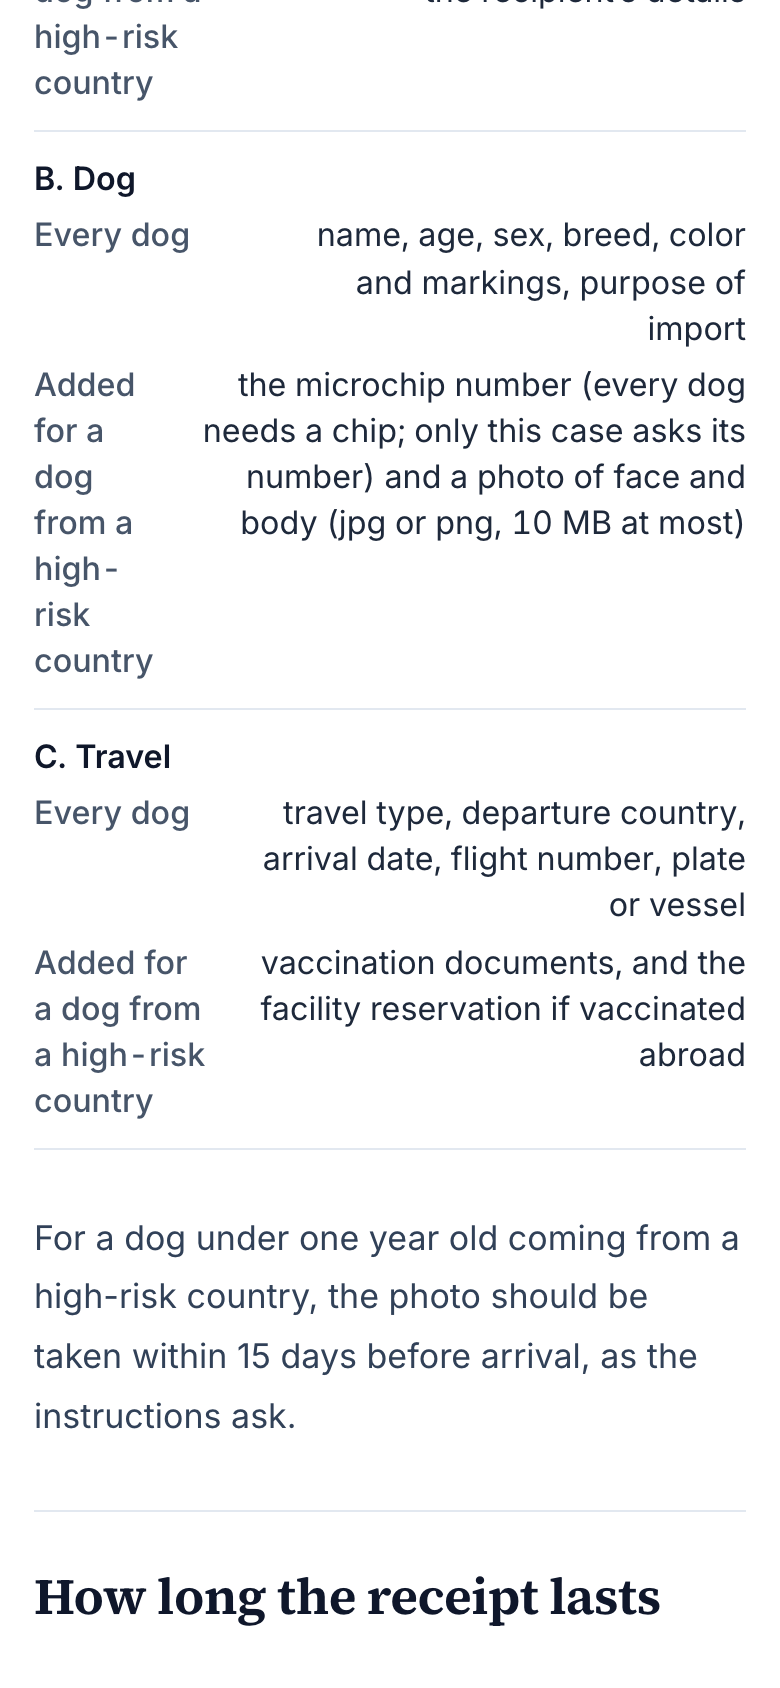 dog from a
the recipient's details
high-risk
country
B. Dog
Every dog
name, age, sex, breed, color
and markings, purpose of
import
Added
for a
dog
from a
high-
risk
country
the microchip number (every dog
needs a chip; only this case asks its
number) and a photo of face and
body (jpg or png, 10 MB at most)
C. Travel
Every dog
travel type, departure country,
arrival date, flight number, plate
or vessel
Added for
a dog from
a high-risk
country
vaccination documents, and the
facility reservation if vaccinated
abroad
For a dog under one year old coming from a
high-risk country, the photo should be
taken within 15 days before arrival, as the
instructions ask.
How long the receipt lasts